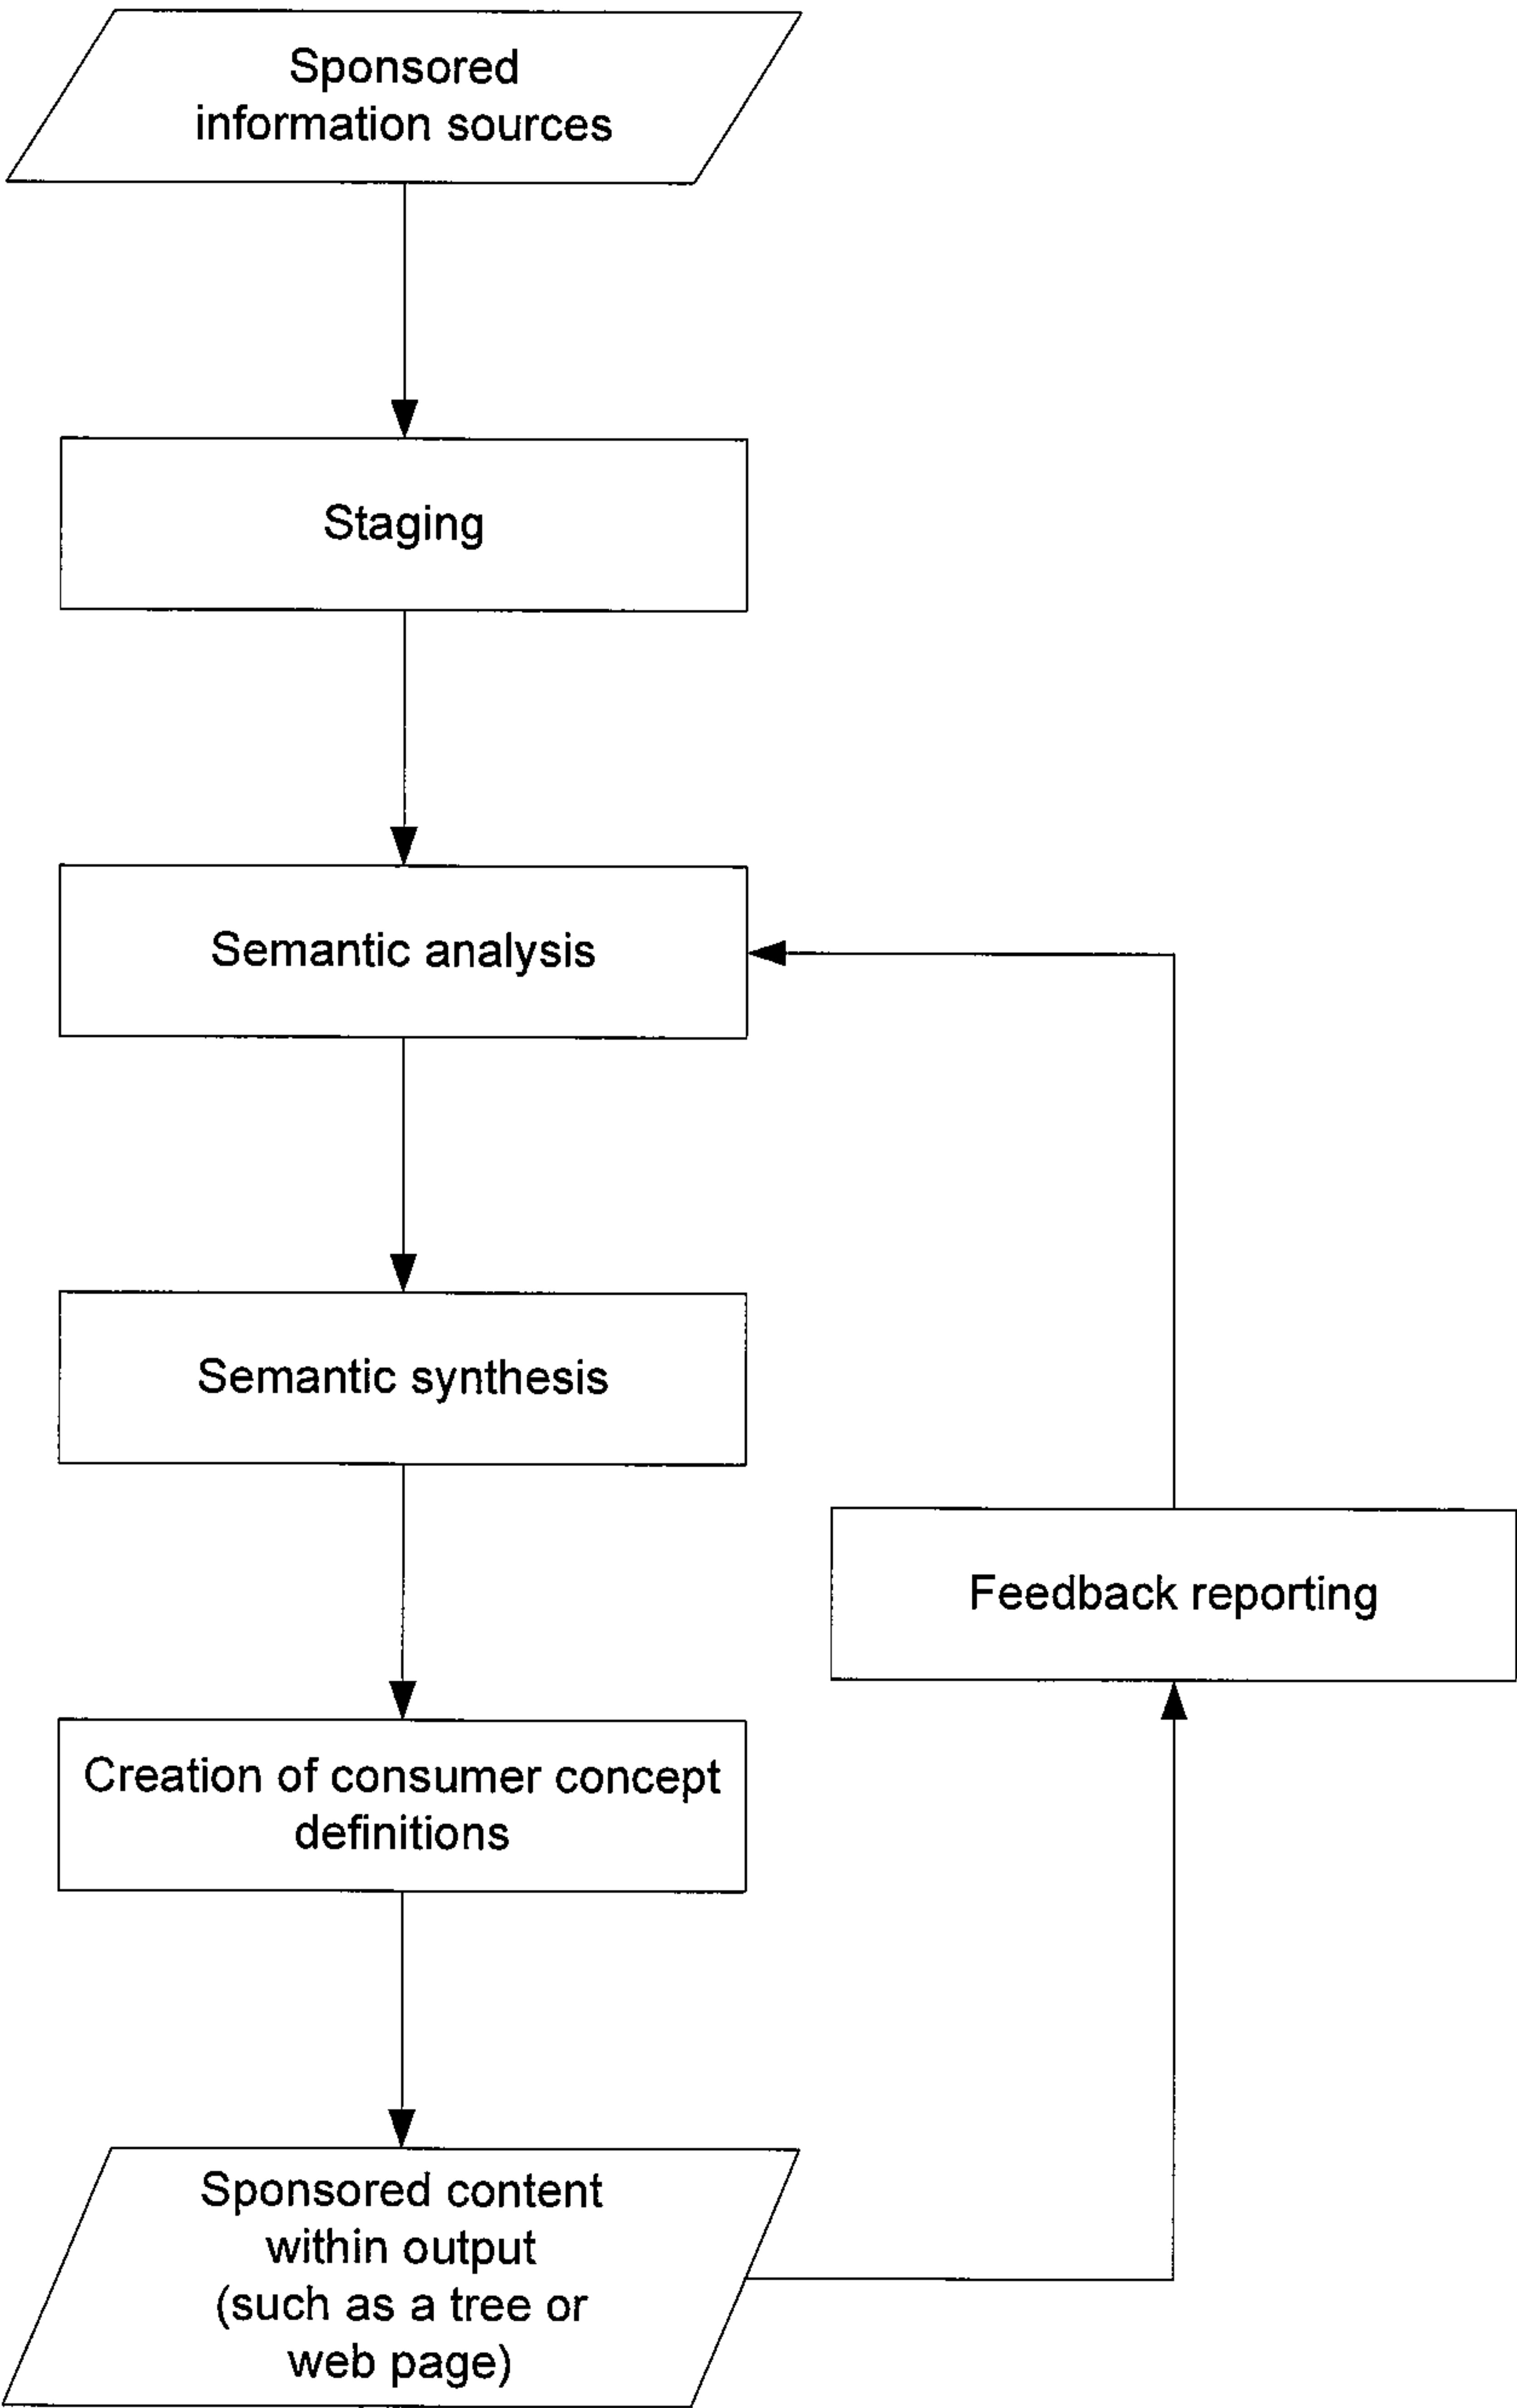 Sponsored
information sources
Staging
Semantic analysis
Semantic synthesis
Feedback reporting
Creation of consumer concept
definitions
Sponsored content
within output
(such as a tree or
web page)